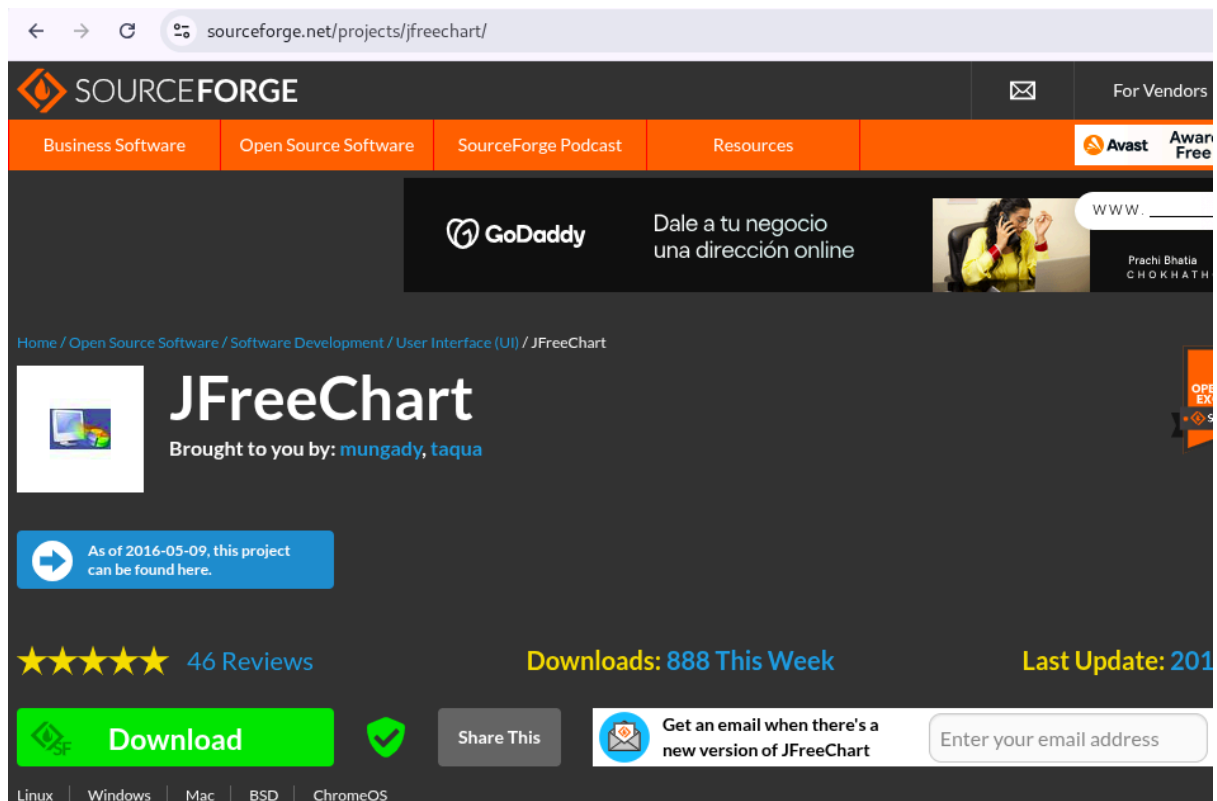 sourceforge.net/projects/jfreechart/
SOURCEFORGE
For Vendors
Business Software
Open Source Software
SourceForge Podcast
Resources
Avast
Free
GoDaddy
Dale a tu negocio
una dirección online
WWW.
Prachi Bhatia
Home / Open Source Software / Software Development / User Interface (UI) / JFreeChart
JFreeChart
Brought to you by: mungady, taqua
As of 2016-05-09, this project
can be found here.
46 Reviews
Downloads: 888 This Week
Last Update: 201
SF
Download
Share This
Get an email when there's a
new version of JFreeChart
Enter your email address
Linux
Windows
Mac
BSD
ChromeOS